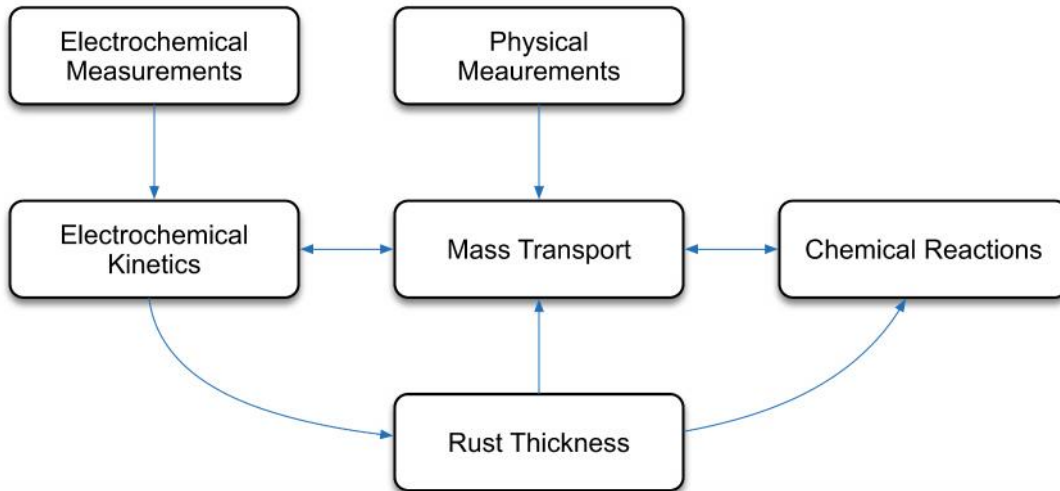 Electrochemical
Measurements
Physical
Meaurements
Electrochemical
Kinetics
Mass Transport
Chemical Reactions
Rust Thickness